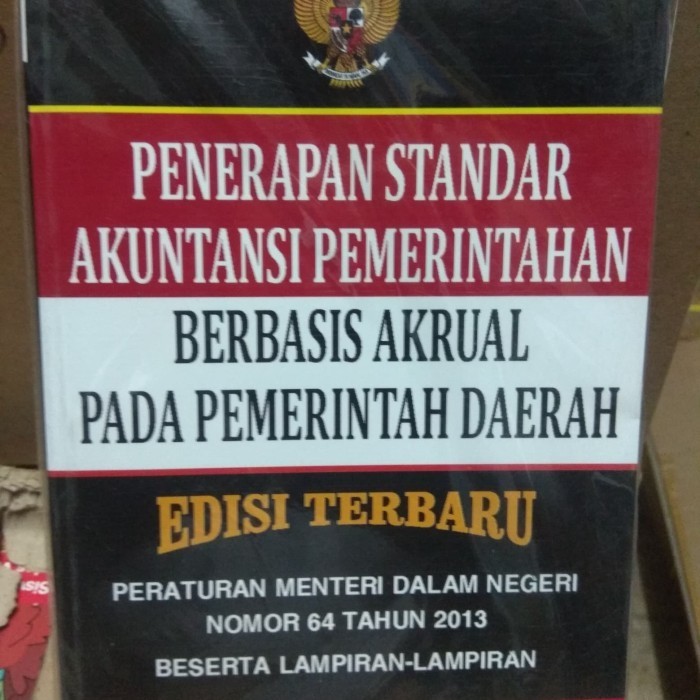 PENERAPAN STANDAR
AKUNTANSI PEMERINTAHAN
BERBASIS AKRUAL
PADA PEMERINTAH DAERAH
EDISI TERBARU
PERATURAN MENTERI DALAM NEGERI
NOMOR 64 TAHUN 2013
BESERTA LAMPIRAN-LAMPIRAN